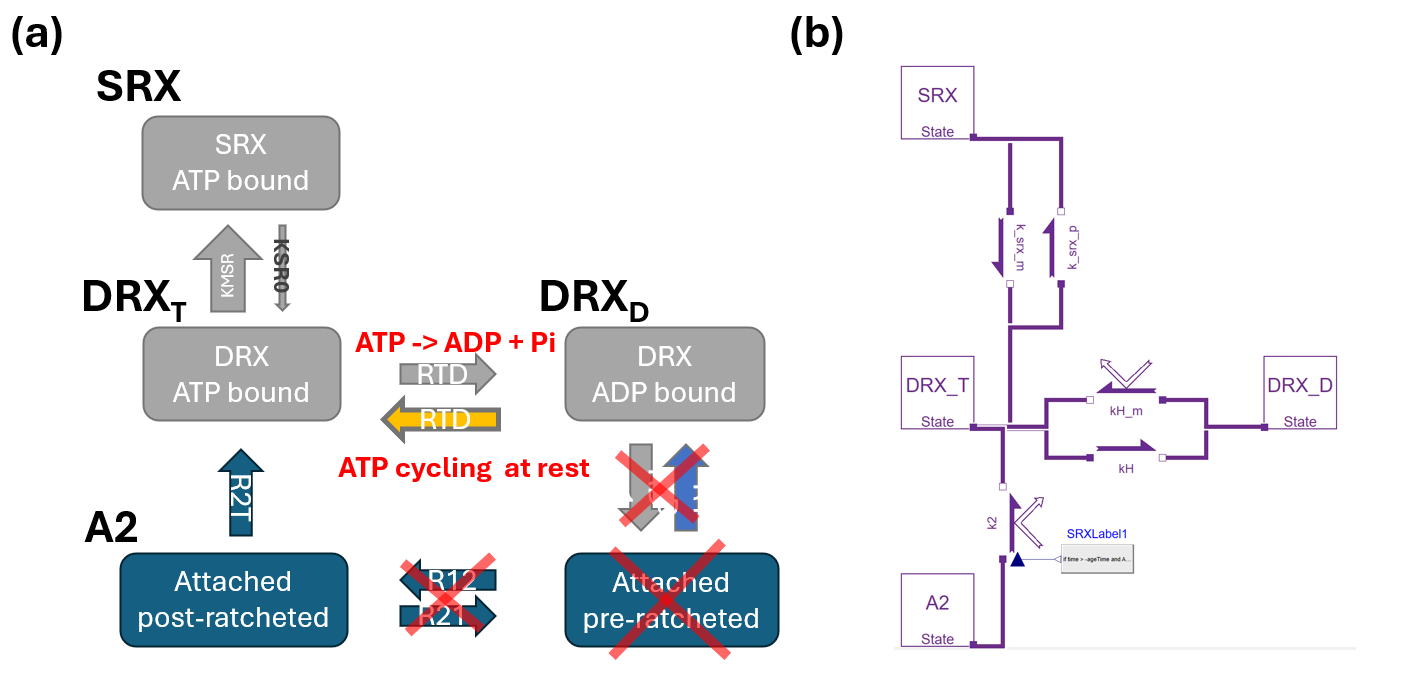 (a)
SRX
SRX
ATP bound
KMSR
KSR0
DRXT
DRX
ATP bound
ATP -> ADP + Pi
RTD
RTD
ATP cycling at rest
DRXD
DRX
ADP bound
R2T
A2
Attached
post-ratcheted
R12
R21
Attached
pre-ratcheted
(b)
SRX
State
k_srx_m
k_srx_p
DRX_T
State
kH_m
kH
DRX_D
State
k2
SRXLabel1
if time > -ageTime and A...
A2
State